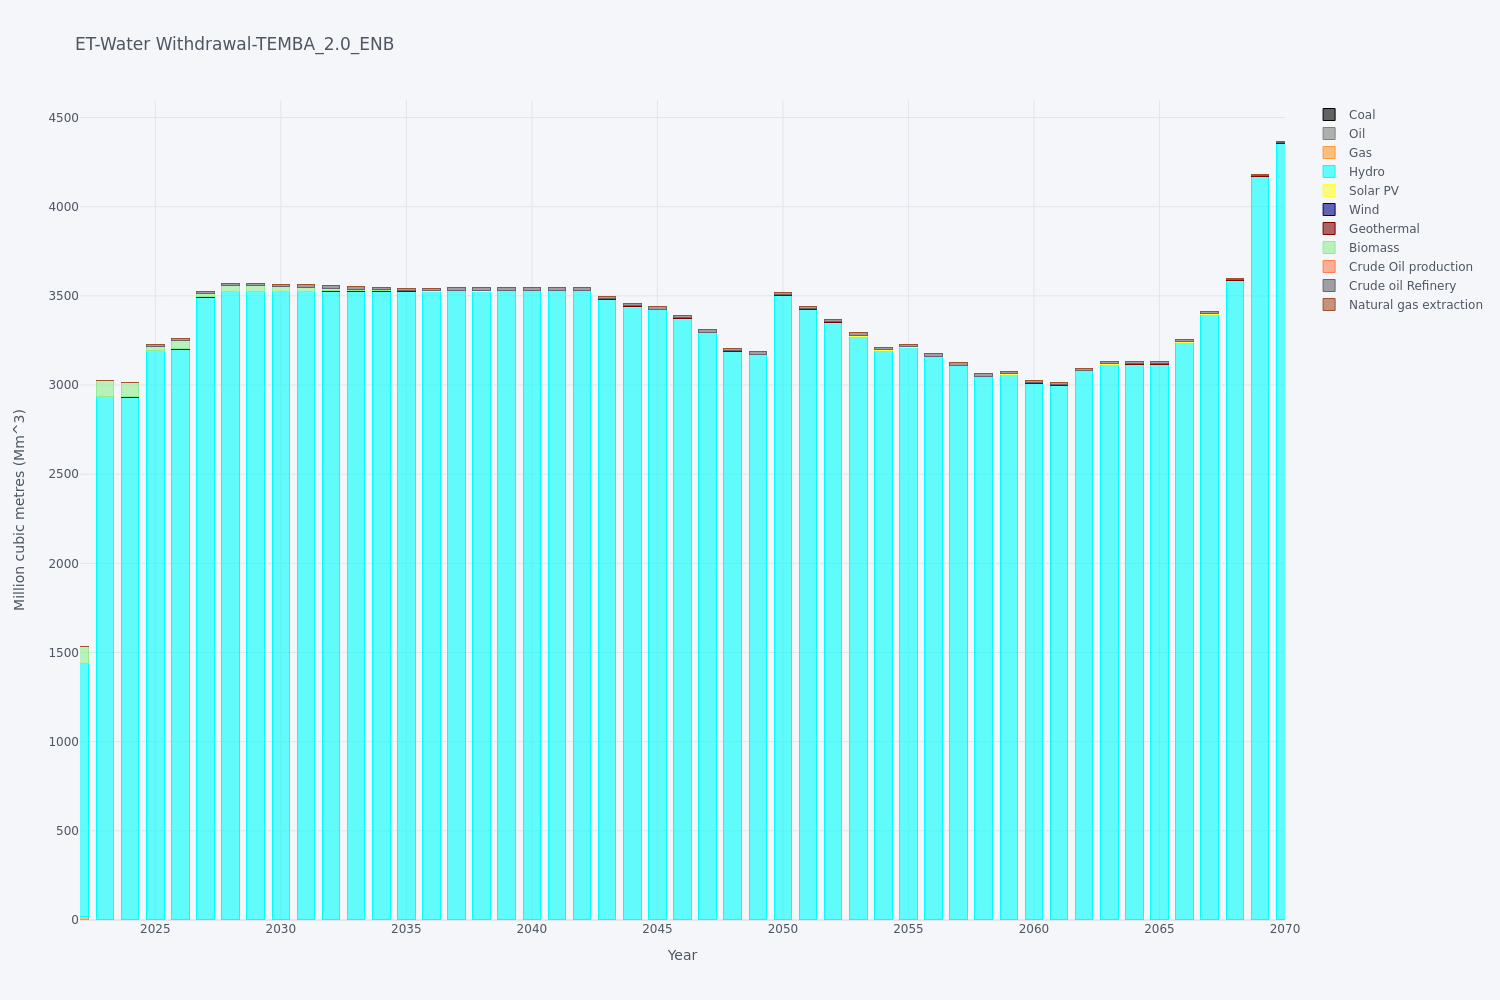 ET-Water Withdrawal-TEMBA_2.0_ENB
Million cubic metres (Mm^3)
4500
4000
3500
3000
2500
2000
1500
1000
500
0
2025
2030
2035
2040
2045
2050
2055
2060
2065
2070
Year
Coal
Oil
Gas
Hydro
Solar PV
Wind
Geothermal
Biomass
Crude Oil production
Crude oil Refinery
Natural gas extraction